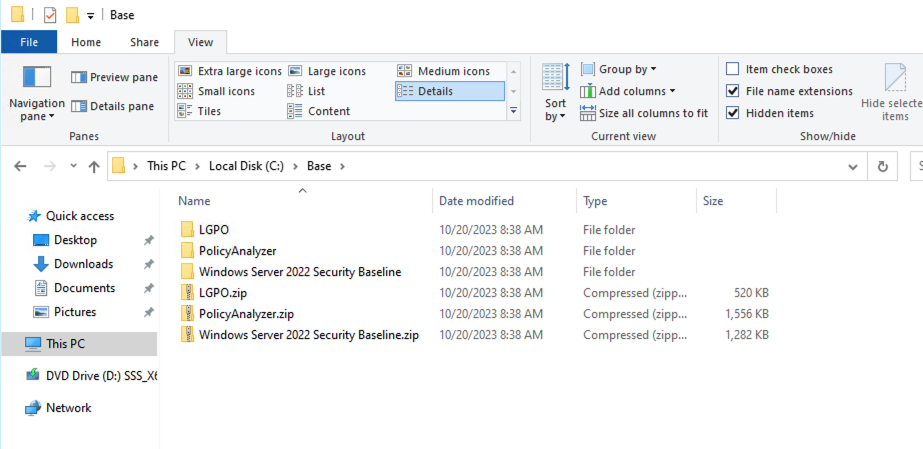 Base
File Home Share View
Navigation pane
Preview pane
Details pane
Panes
Extra large icons Large icons Medium icons
Small icons List Details
Tiles Content
Layout
Sort by
Group by
Add columns
Size all columns to fit
Current view
Item check boxes
File name extensions
Hidden items
Hide selecte
items
Show/hide
This PC Local Disk (C:) Base
Quick access
Desktop
Downloads
Documents
Pictures
This PC
DVD Drive (D:) SSS_X6
Network
Name Date modified Type Size
LGPO 10/20/2023 8:38 AM File folder
PolicyAnalyzer 10/20/2023 8:38 AM File folder
Windows Server 2022 Security Baseline 10/20/2023 8:38 AM File folder
LGPO.zip 10/20/2023 8:38 AM Compressed (zipp... 520 KB
PolicyAnalyzer.zip 10/20/2023 8:38 AM Compressed (zipp... 1,556 KB
Windows Server 2022 Security Baseline.zip 10/20/2023 8:38 AM Compressed (zipp... 1,282 KB